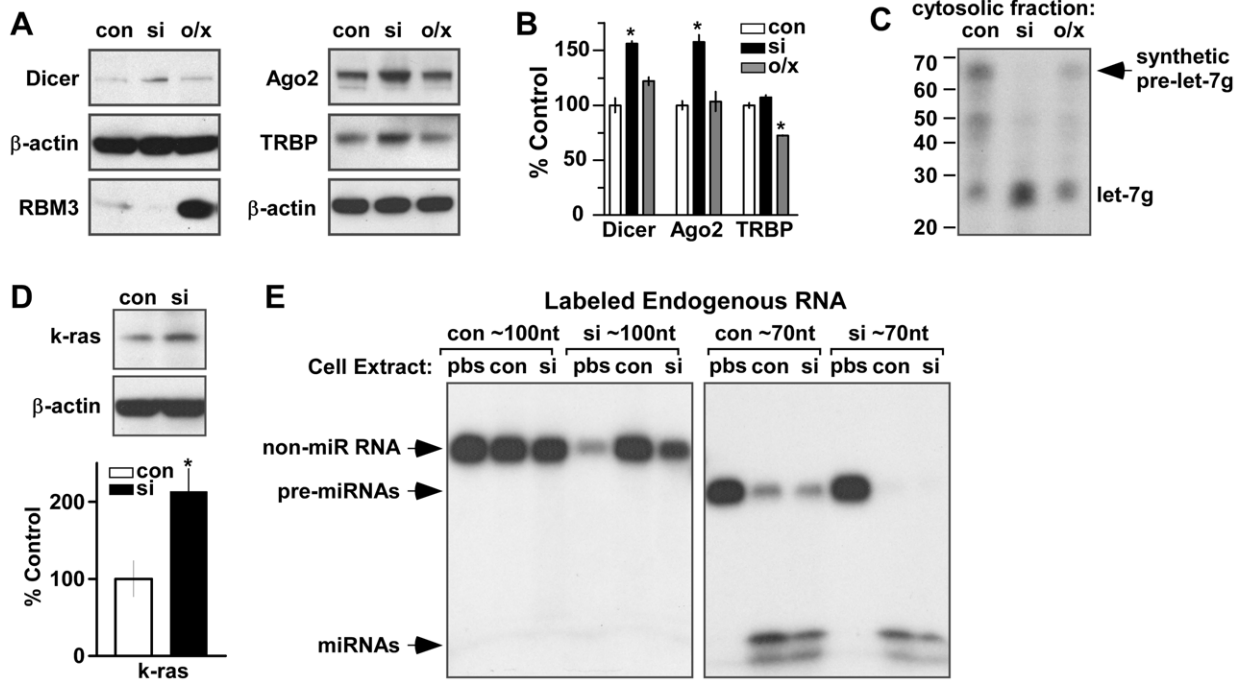 A
con si o/x
Dicer
β-actin
RBM3
con si o/x
Ago2
TRBP
β-actin
B
% Control
150
100
50
0
* * *
con
si
o/x
Dicer Ago2 TRBP
C
cytosolic fraction:
con si o/x
70
60
50
40
30
20
synthetic
pre-let-7g
let-7g
D
con si
k-ras
β-actin
% Control
200
100
0
con
si
*
k-ras
E
Labeled Endogenous RNA
con ~100nt si ~100nt con ~70nt si ~70nt
Cell Extract: pbs con si pbs con si pbs con si pbs con si
non-miR RNA
pre-miRNAs
miRNAs